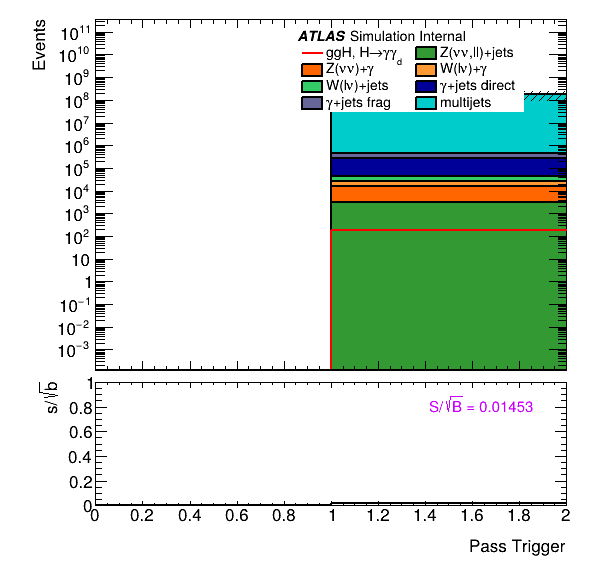 ATLAS Simulation Internal
ggH, H→γγd
Z(νν,ll)+jets
Z(νν)+γ
W(lν)+γ
W(lν)+jets
γ+jets direct
γ+jets frag
multijets
Events
10¹¹
10¹⁰
10⁹
10⁸
10⁷
10⁶
10⁵
10⁴
10³
10²
10
1
10⁻¹
10⁻²
10⁻³
s/√b
1
0.8
0.6
0.4
0.2
0
S/√B = 0.01453
0 0.2 0.4 0.6 0.8 1 1.2 1.4 1.6 1.8 2
Pass Trigger